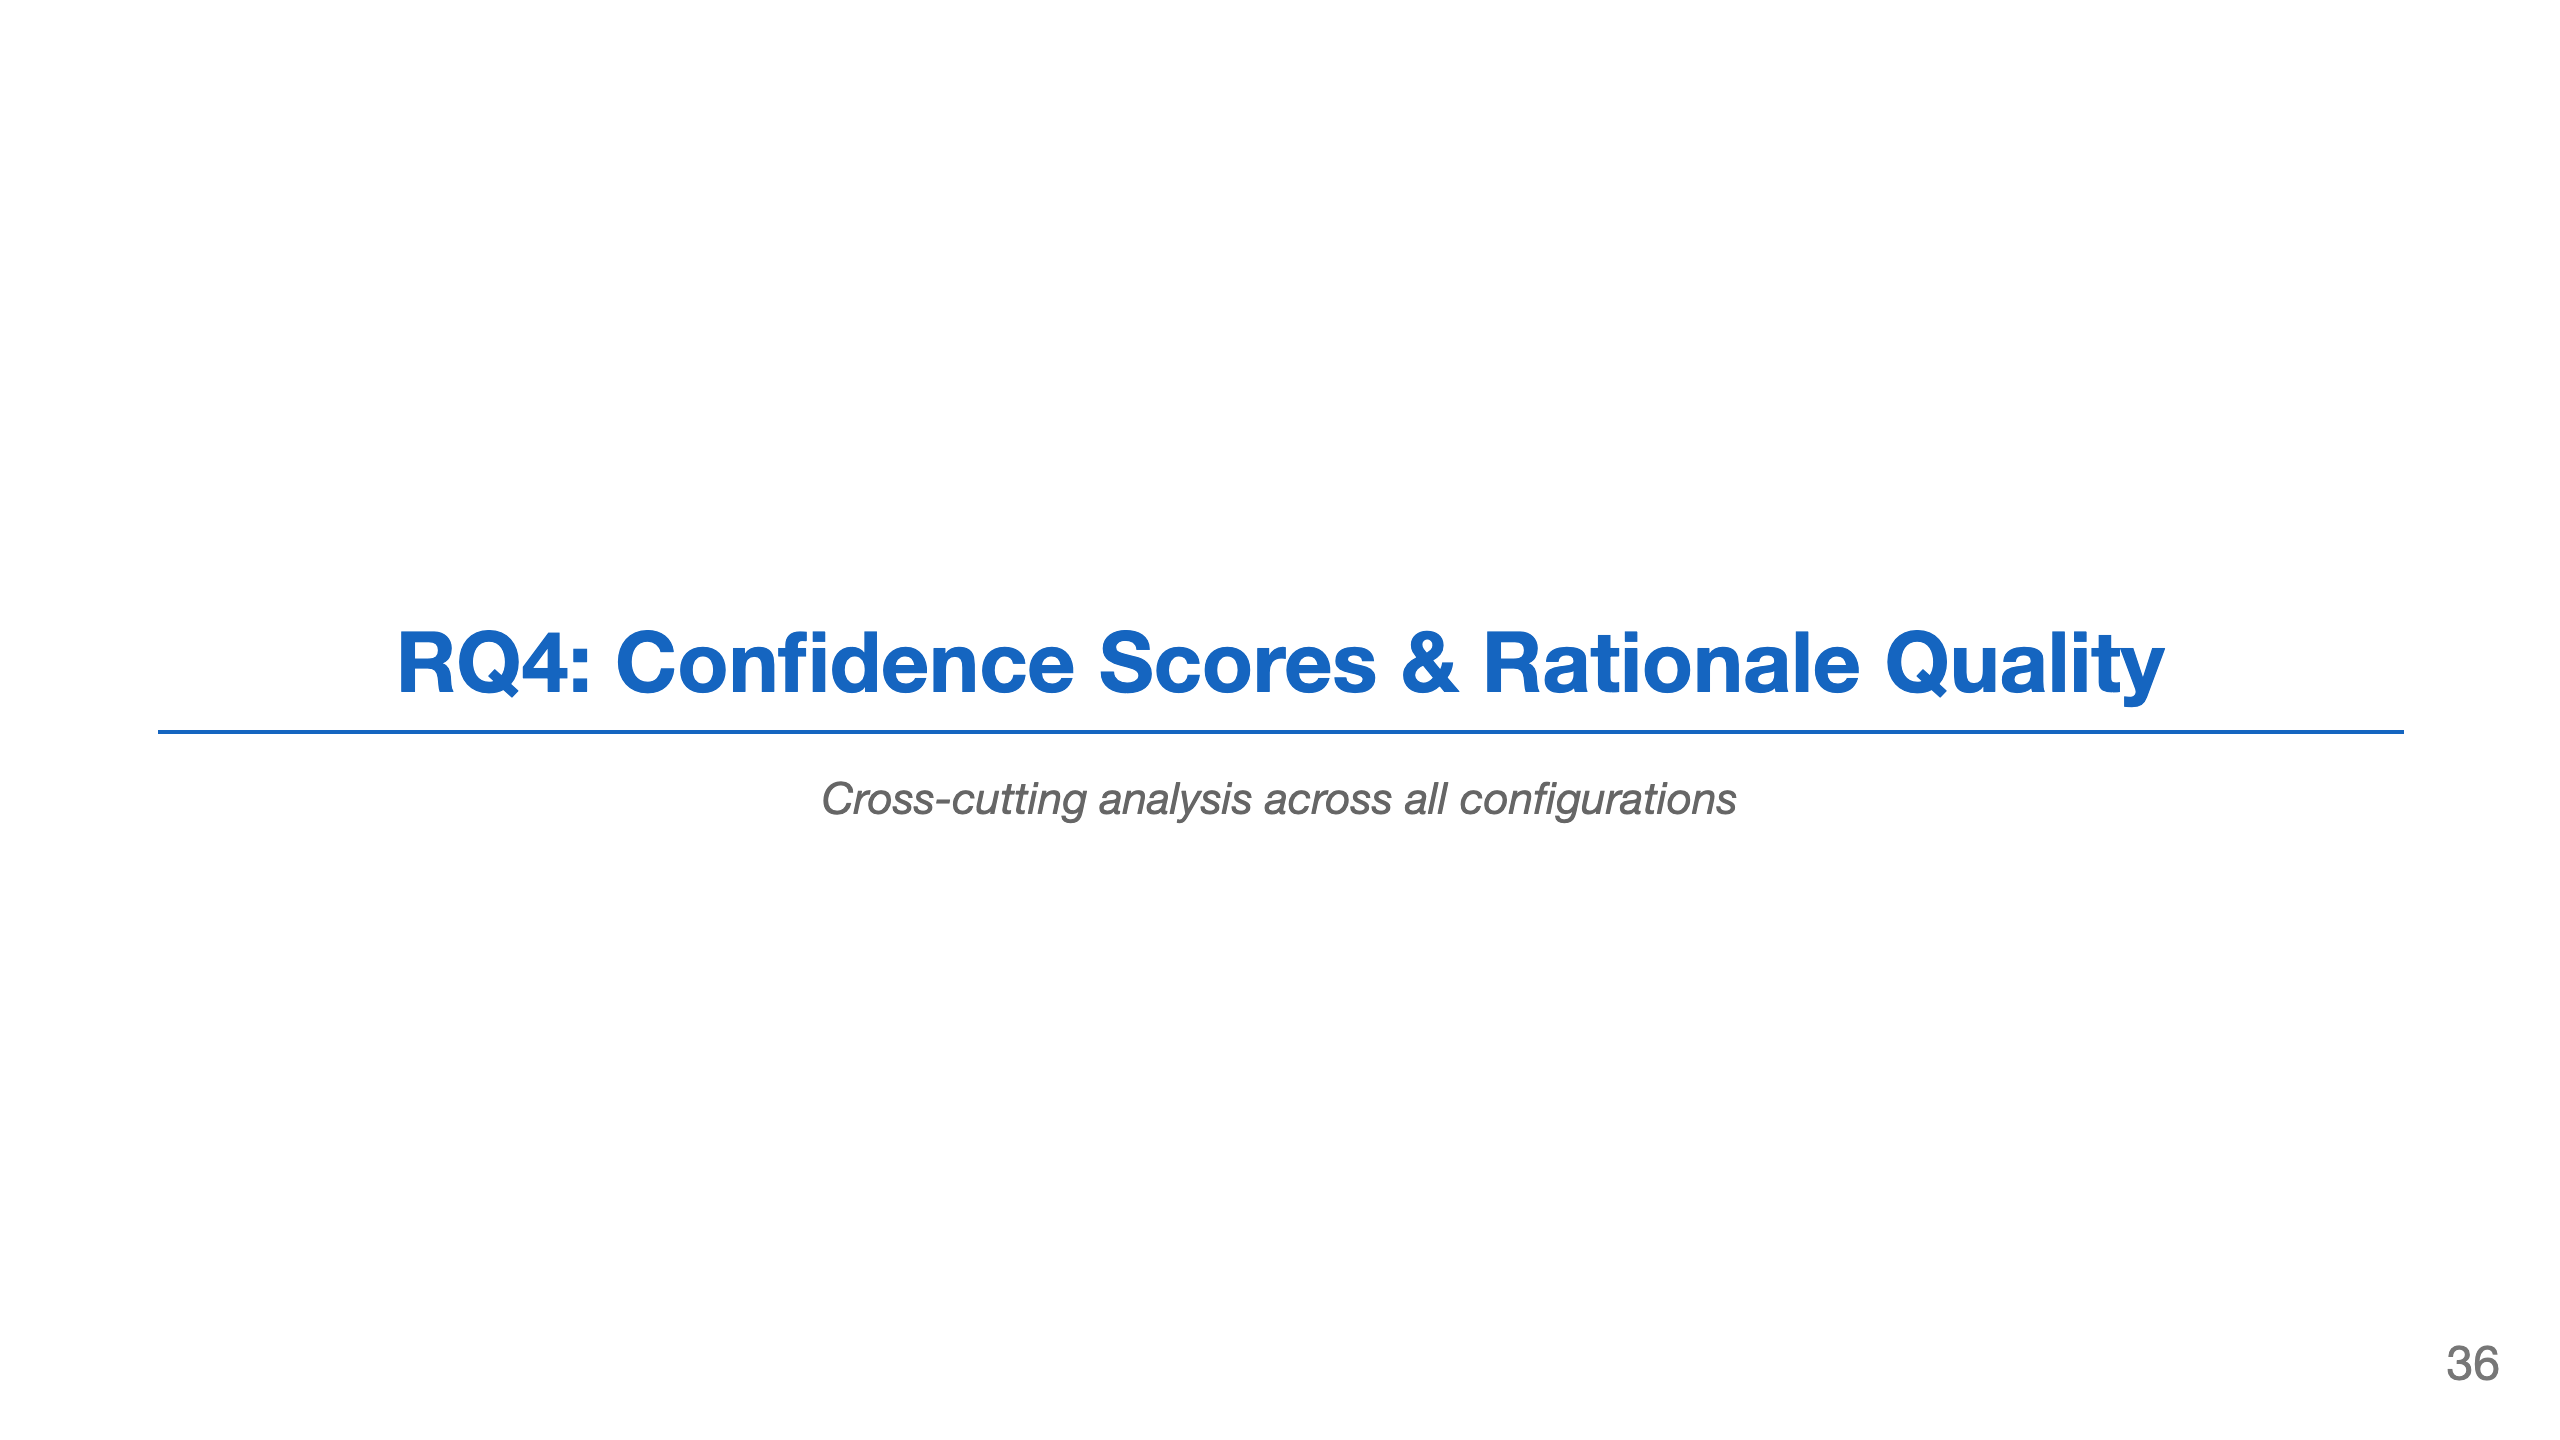 RQ4: Confidence Scores & Rationale Quality
Cross-cutting analysis across all configurations
36